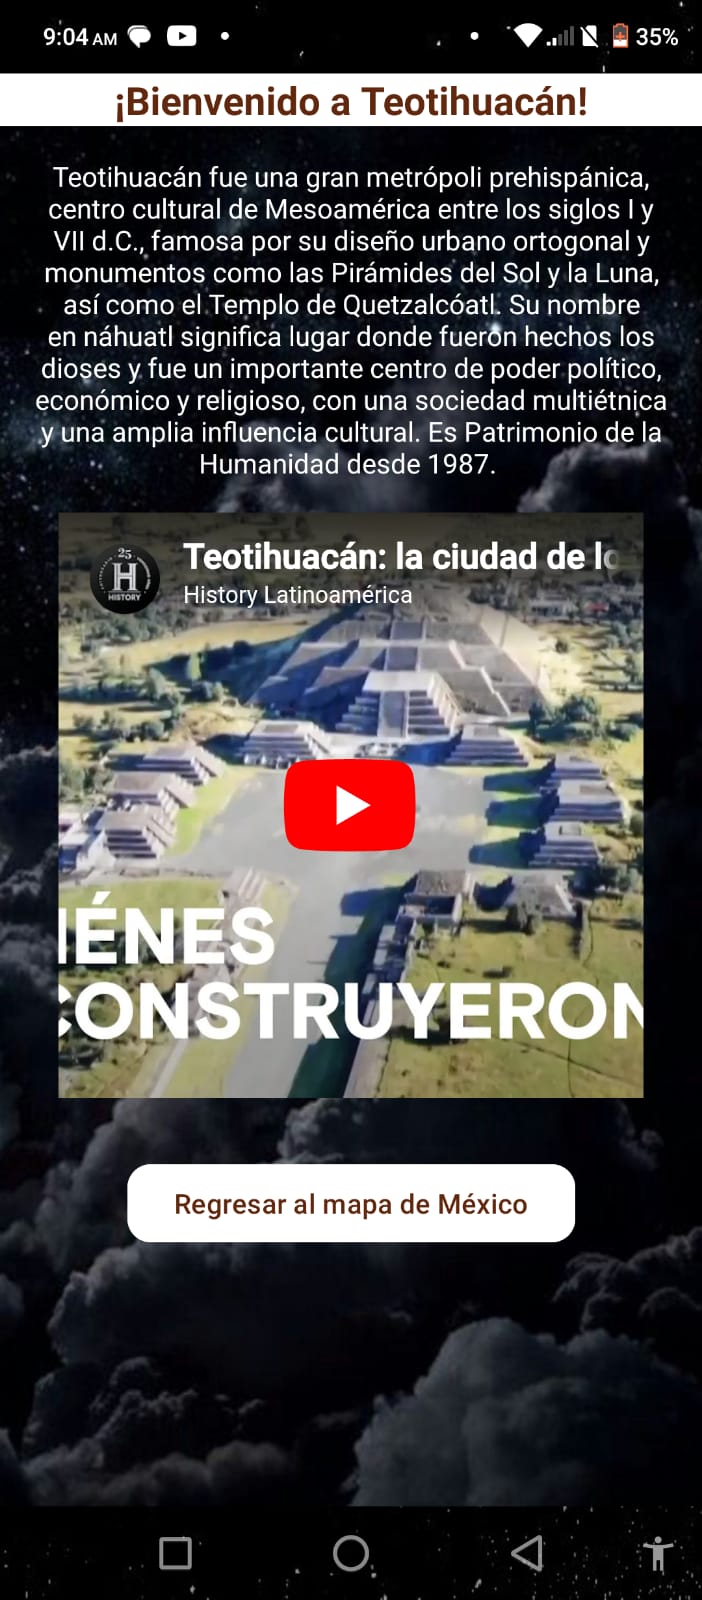 9:04 AM
35%
¡Bienvenido a Teotihuacán!
Teotihuacán fue una gran metrópoli prehispánica,
centro cultural de Mesoamérica entre los siglos I y
VII d.C., famosa por su diseño urbano ortogonal y
monumentos como las Pirámides del Sol y la Luna,
así como el Templo de Quetzalcóatl. Su nombre
en náhuatl significa lugar donde fueron hechos los
dioses y fue un importante centro de poder político,
económico y religioso, con una sociedad multiétnica
y una amplia influencia cultural. Es Patrimonio de la
Humanidad desde 1987.
25
H
HISTORY
Teotihuacán: la ciudad de lo
History Latinoamérica
IÉNES
CONSTRUYERON
Regresar al mapa de México